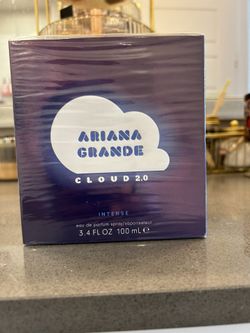 ARIANA
GRANDE
CLOUD 2.0
INTENSE
eau de parfum spray/vaporisateur
3.4 FL OZ 100 mL ℮